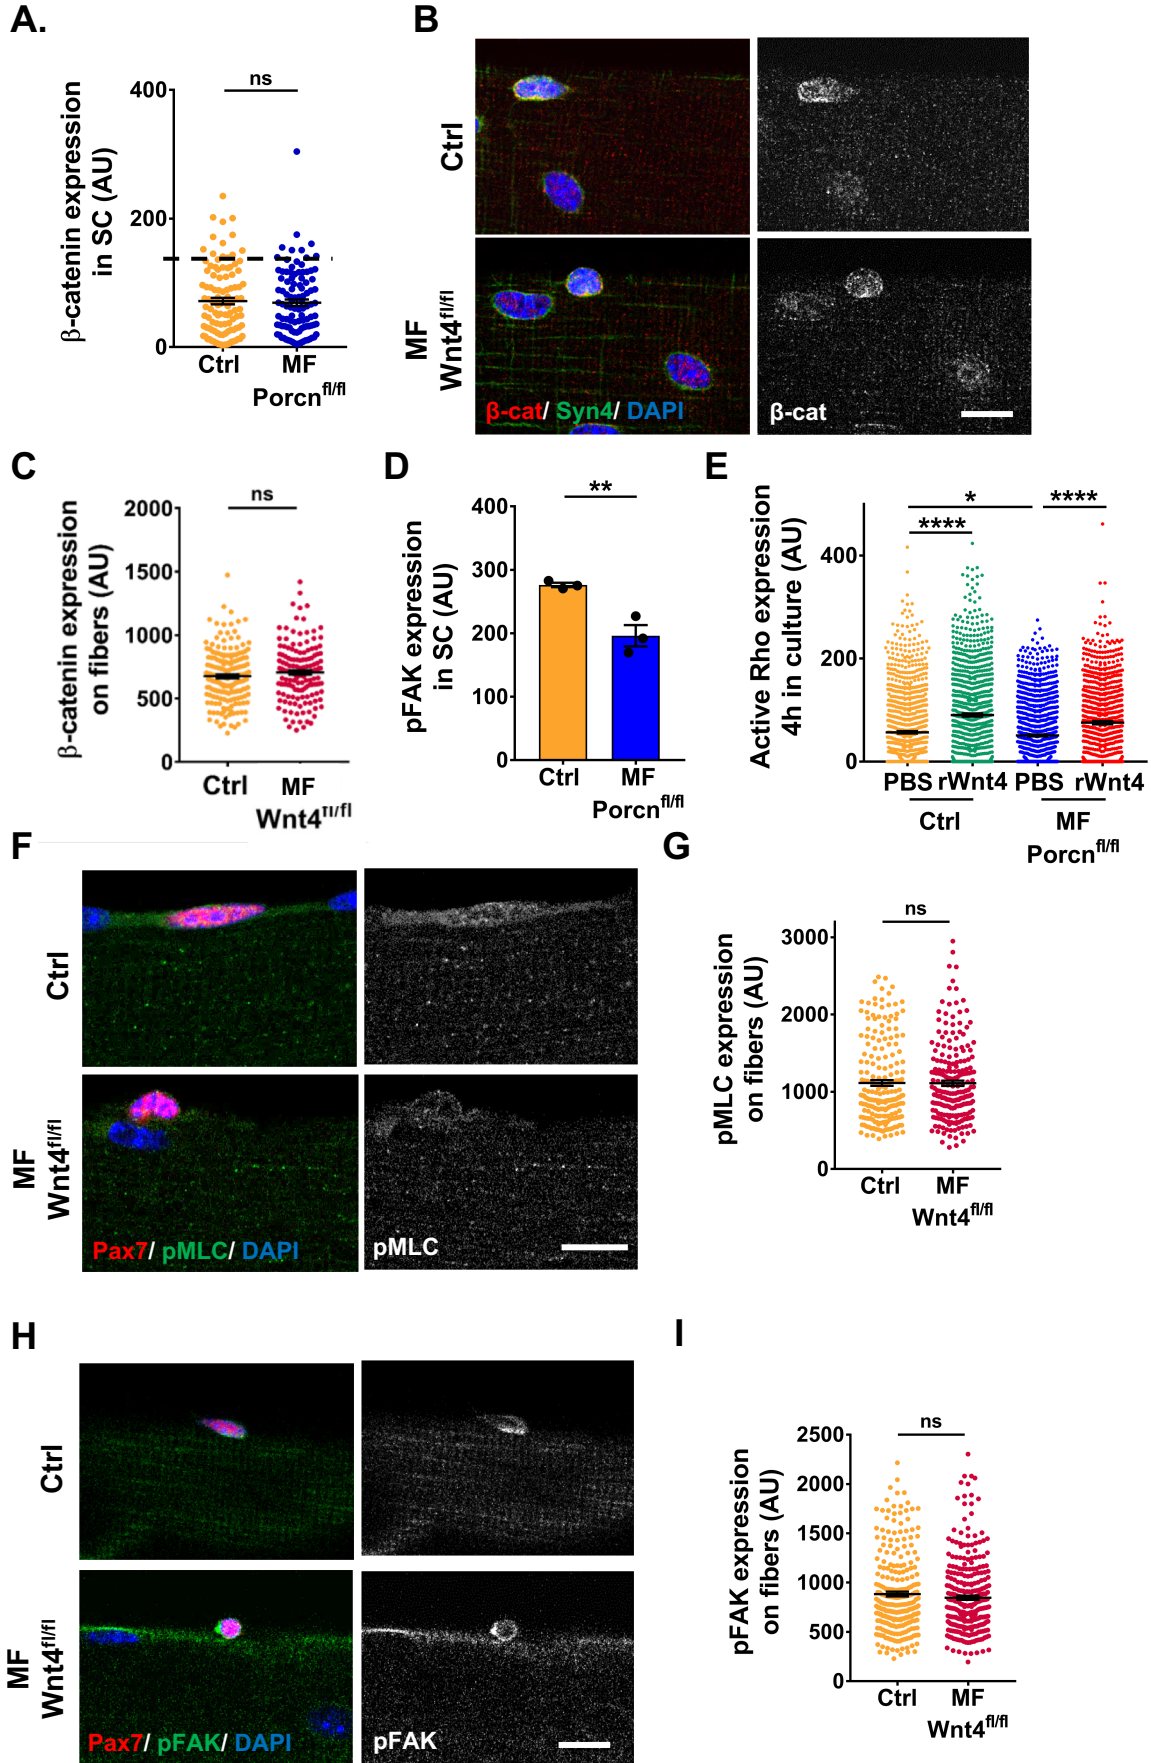 A.
β-catenin expression
in SC (AU)
400
200
0
ns
Ctrl
MF
Porcn^fl/fl
B
Ctrl
MF
Wnt4^fl/fl
β-cat/ Syn4/ DAPI
β-cat
C
β-catenin expression
on fibers (AU)
2000
1500
1000
500
0
ns
Ctrl
MF
Wnt4^fl/fl
D
pFAK expression
in SC (AU)
400
300
200
100
0
**
Ctrl
MF
Porcn^fl/fl
E
Active Rho expression
4h in culture (AU)
400
200
0
*
****
****
PBS rWnt4 PBS rWnt4
Ctrl
MF
Porcn^fl/fl
F
Ctrl
MF
Wnt4^fl/fl
Pax7/ pMLC/ DAPI
pMLC
G
pMLC expression
on fibers (AU)
3000
2000
1000
0
ns
Ctrl
MF
Wnt4^fl/fl
H
Ctrl
MF
Wnt4^fl/fl
Pax7/ pFAK/ DAPI
pFAK
I
pFAK expression
on fibers (AU)
2500
2000
1500
1000
500
0
ns
Ctrl
MF
Wnt4^fl/fl